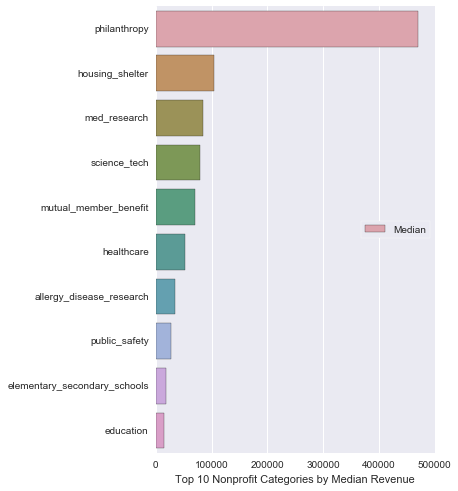 philanthropy
housing_shelter
med_research
science_tech
mutual_member_benefit
healthcare
allergy_disease_research
public_safety
elementary_secondary_schools
education
Median
0 100000 200000 300000 400000 500000
Top 10 Nonprofit Categories by Median Revenue